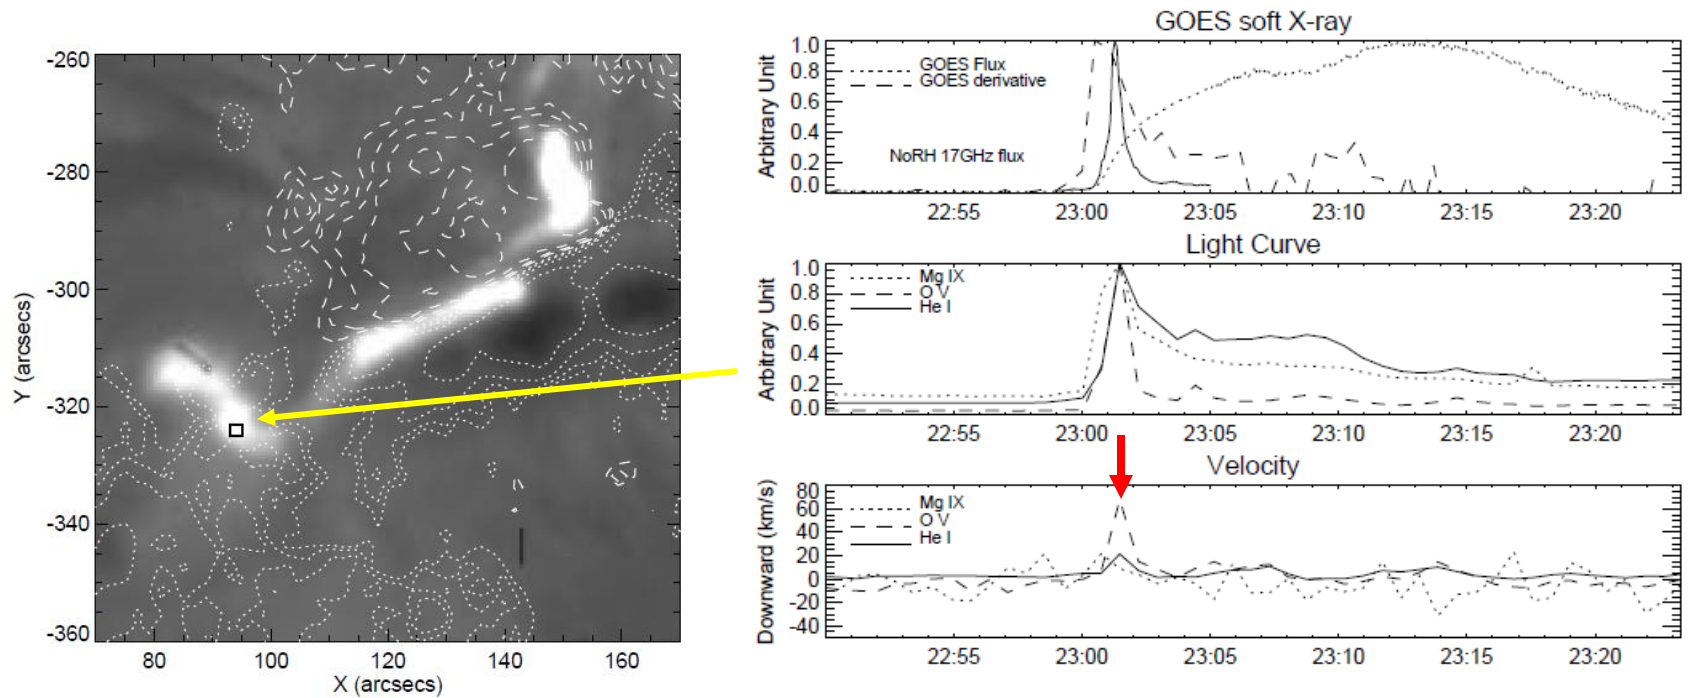 -260
-280
-300
-320
-340
-360
Y (arcsecs)
80 100 120 140 160
X (arcsecs)
GOES soft X-ray
Arbitrary Unit
1.0
0.8
0.6
0.4
0.2
0.0
GOES Flux
GOES derivative
NoRH 17GHz flux
22:55 23:00 23:05 23:10 23:15 23:20
Light Curve
Arbitrary Unit
1.0
0.8
0.6
0.4
0.2
0.0
Mg IX
O V
He I
22:55 23:00 23:05 23:10 23:15 23:20
Velocity
Downward (km/s)
80
60
40
20
0
-20
-40
Mg IX
O V
He I
22:55 23:00 23:05 23:10 23:15 23:20